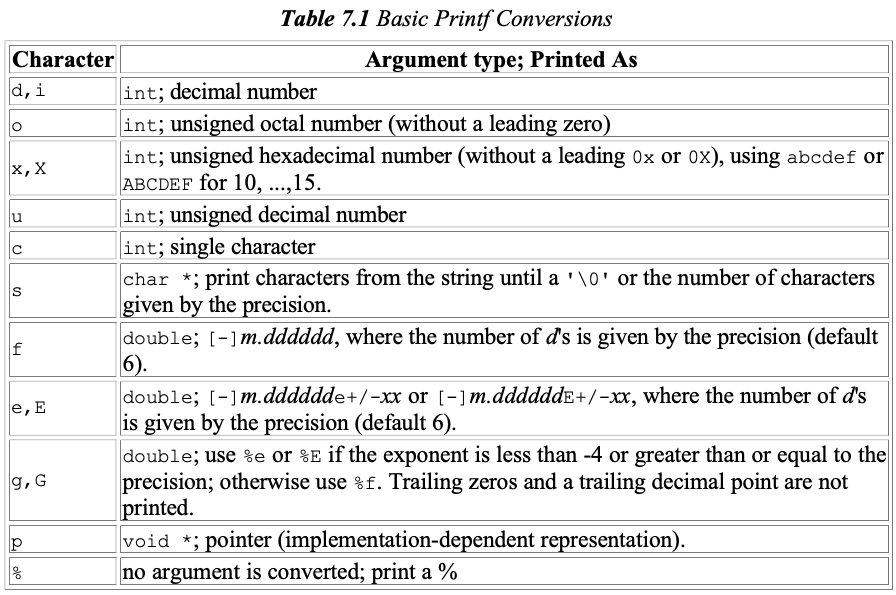 Table 7.1 Basic Printf Conversions
Character Argument type; Printed As
d,i int; decimal number
o int; unsigned octal number (without a leading zero)
x,X int; unsigned hexadecimal number (without a leading 0x or 0X), using abcdef or
ABCDEF for 10, ...,15.
u int; unsigned decimal number
c int; single character
s char *; print characters from the string until a '\0' or the number of characters
given by the precision.
f double; [-]m.dddddd, where the number of d's is given by the precision (default
6).
e,E double; [-]m.dddddde+/-xx or [-]m.ddddddE+/-xx, where the number of d's
is given by the precision (default 6).
g,G double; use %e or %E if the exponent is less than -4 or greater than or equal to the
precision; otherwise use %f. Trailing zeros and a trailing decimal point are not
printed.
p void *; pointer (implementation-dependent representation).
% no argument is converted; print a %